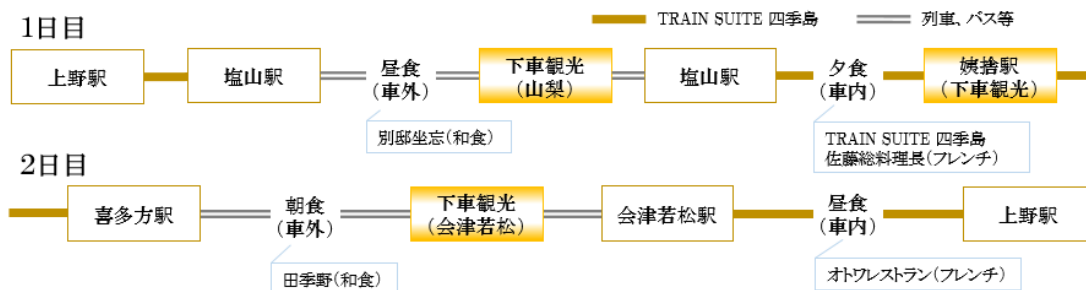 1日目
TRAIN SUITE 四季島
列車、バス等
上野駅
塩山駅
昼食
(車外)
下車観光
(山梨)
塩山駅
夕食
(車内)
姨捨駅
(下車観光)
別邸坐忘(和食)
TRAIN SUITE 四季島
佐藤総料理長(フレンチ)
2日目
喜多方駅
朝食
(車外)
下車観光
(会津若松)
会津若松駅
昼食
(車内)
上野駅
田季野(和食)
オトワレストラン(フレンチ)